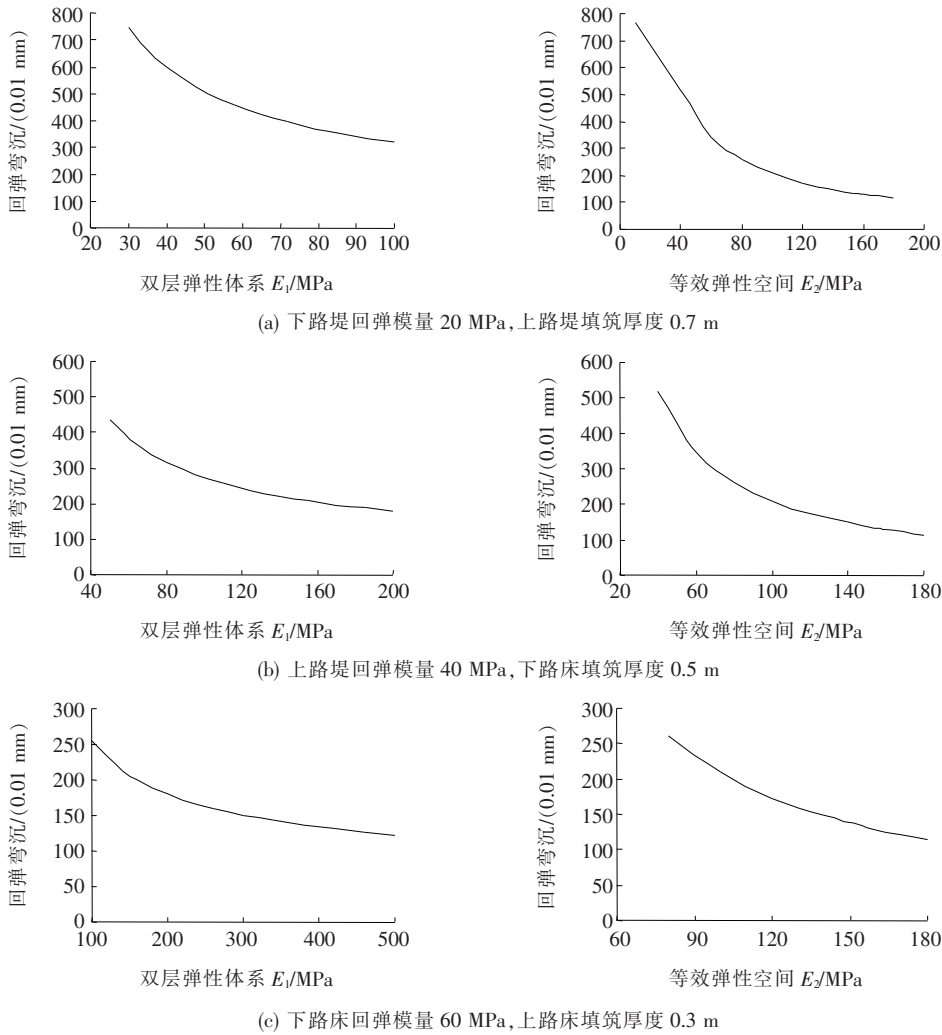 回弹弯沉/(0.01 mm)
800
700
600
500
400
300
200
100
0
20 30 40 50 60 70 80 90 100
双层弹性体系 E₁/MPa
回弹弯沉/(0.01 mm)
800
700
600
500
400
300
200
100
0
0 40 80 120 160 200
等效弹性空间 E₂/MPa
(a) 下路堤回弹模量 20 MPa,上路堤填筑厚度 0.7 m
回弹弯沉/(0.01 mm)
600
500
400
300
200
100
0
40 80 120 160 200
双层弹性体系 E₁/MPa
回弹弯沉/(0.01 mm)
600
500
400
300
200
100
0
20 60 100 140 180
等效弹性空间 E₂/MPa
(b) 上路堤回弹模量 40 MPa,下路床填筑厚度 0.5 m
回弹弯沉/(0.01 mm)
300
250
200
150
100
50
0
100 200 300 400 500
双层弹性体系 E₁/MPa
回弹弯沉/(0.01 mm)
300
250
200
150
100
50
0
60 90 120 150 180
等效弹性空间 E₂/MPa
(c) 下路床回弹模量 60 MPa,上路床填筑厚度 0.3 m